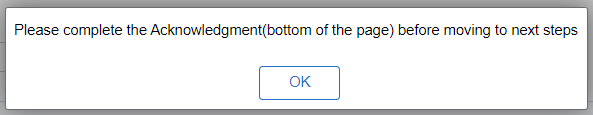 Please complete the Acknowledgment(bottom of the page) before moving to next steps
OK